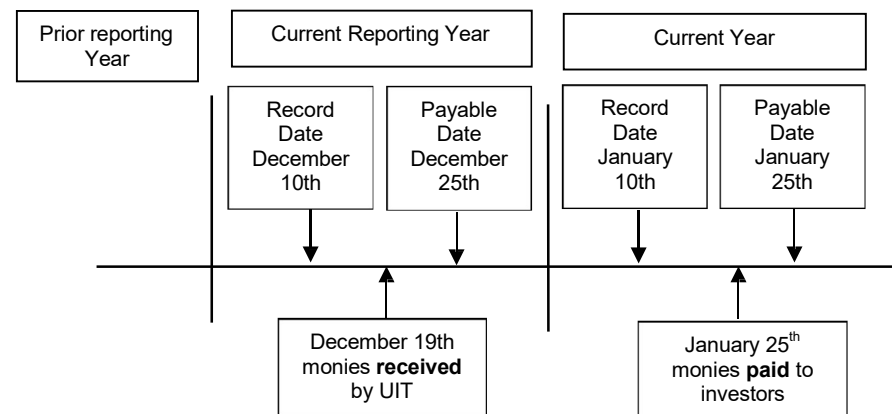 Prior reporting
Year
Current Reporting Year
Current Year
Record
Date
December
10th
Payable
Date
December
25th
Record
Date
January
10th
Payable
Date
January
25th
December 19th
monies received
by UIT
January 25th
monies paid to
investors